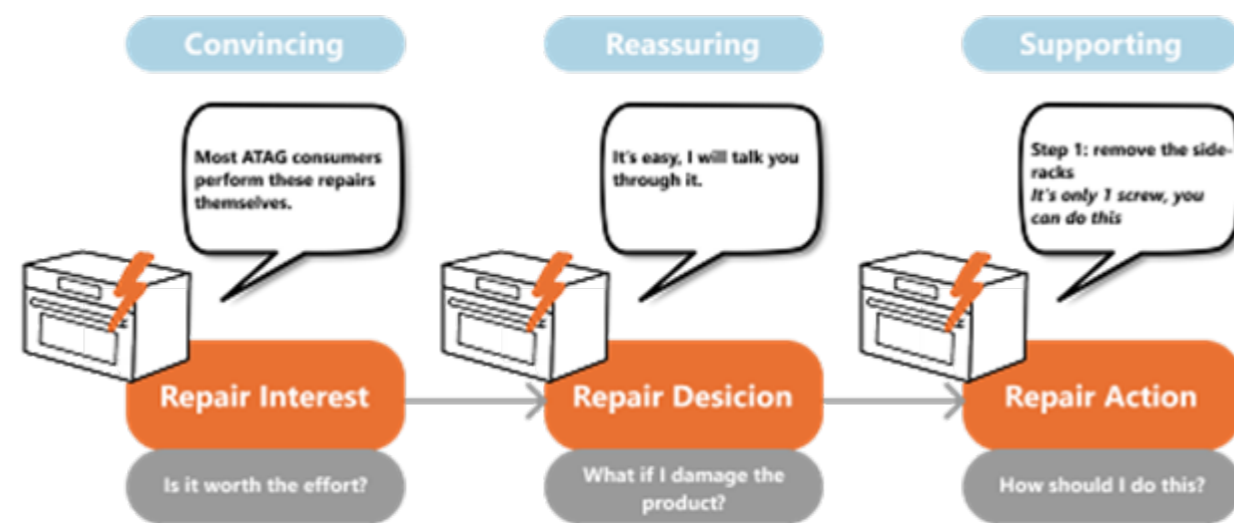 Convincing
Reassuring
Supporting
Most ATAG consumers
perform these repairs
themselves.
It's easy, I will talk you
through it.
Step 1: remove the side-
racks
It's only 1 screw, you
can do this
Repair Interest
Repair Desicion
Repair Action
Is it worth the effort?
What if I damage the
product?
How should I do this?